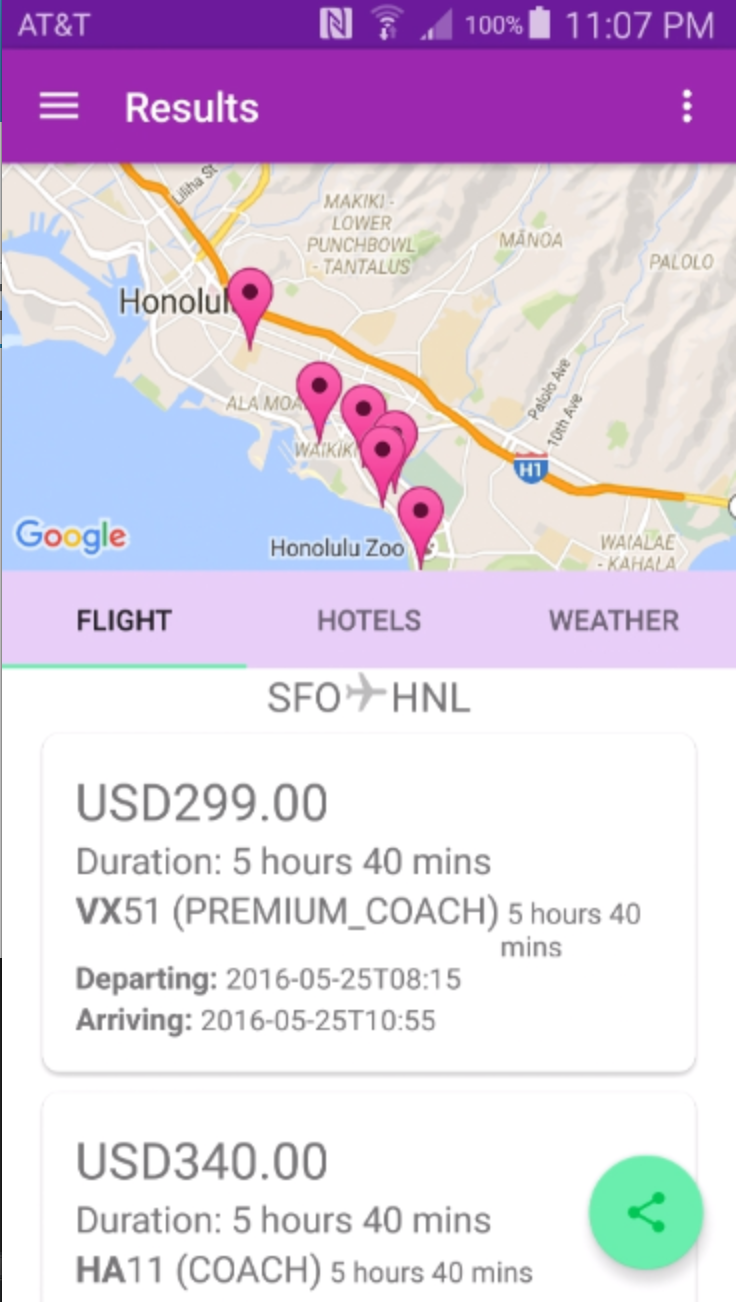 AT&T 100% 11:07 PM
Results
Liliha St
MAKIKI -
LOWER
PUNCHBOWL
- TANTALUS
MĀNOA
PALOLO
Honolul
ALA MOA
WAIKIKI
Palolo Ave
10th Ave
H1
Google
Honolulu Zoo
WAIALAE
- KAHALA
FLIGHT HOTELS WEATHER
SFO HNL
USD299.00
Duration: 5 hours 40 mins
VX51 (PREMIUM_COACH) 5 hours 40
mins
Departing: 2016-05-25T08:15
Arriving: 2016-05-25T10:55
USD340.00
Duration: 5 hours 40 mins
HA11 (COACH) 5 hours 40 mins